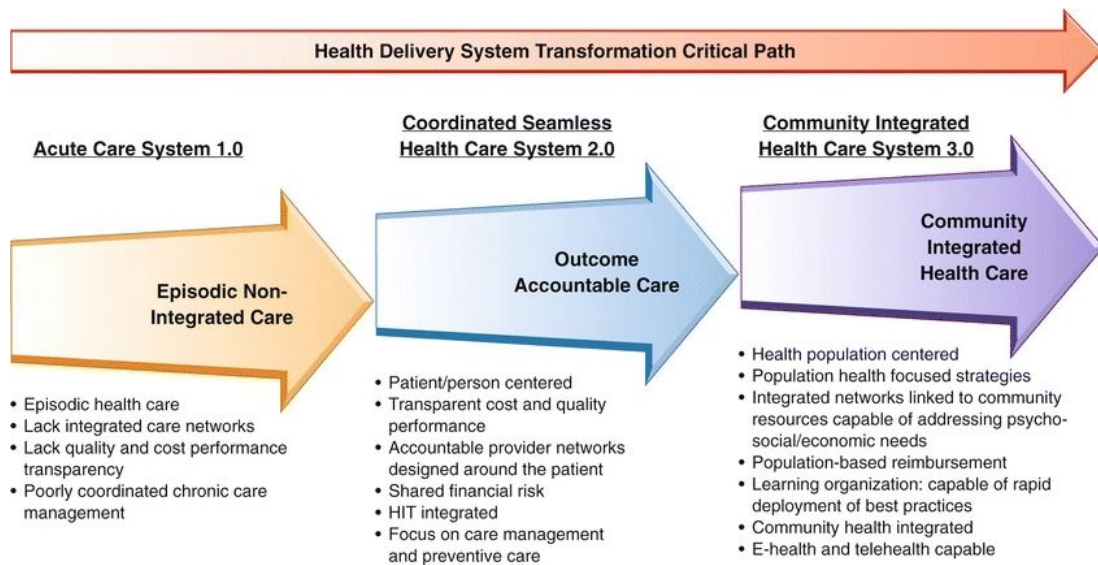 Health Delivery System Transformation Critical Path
Acute Care System 1.0
Episodic Non-
Integrated Care
• Episodic health care
• Lack integrated care networks
• Lack quality and cost performance
transparency
• Poorly coordinated chronic care
management
Coordinated Seamless
Health Care System 2.0
Outcome
Accountable Care
• Patient/person centered
• Transparent cost and quality
performance
• Accountable provider networks
designed around the patient
• Shared financial risk
• HIT integrated
• Focus on care management
and preventive care
Community Integrated
Health Care System 3.0
Community
Integrated
Health Care
• Health population centered
• Population health focused strategies
• Integrated networks linked to community
resources capable of addressing psycho-
social/economic needs
• Population-based reimbursement
• Learning organization: capable of rapid
deployment of best practices
• Community health integrated
• E-health and telehealth capable